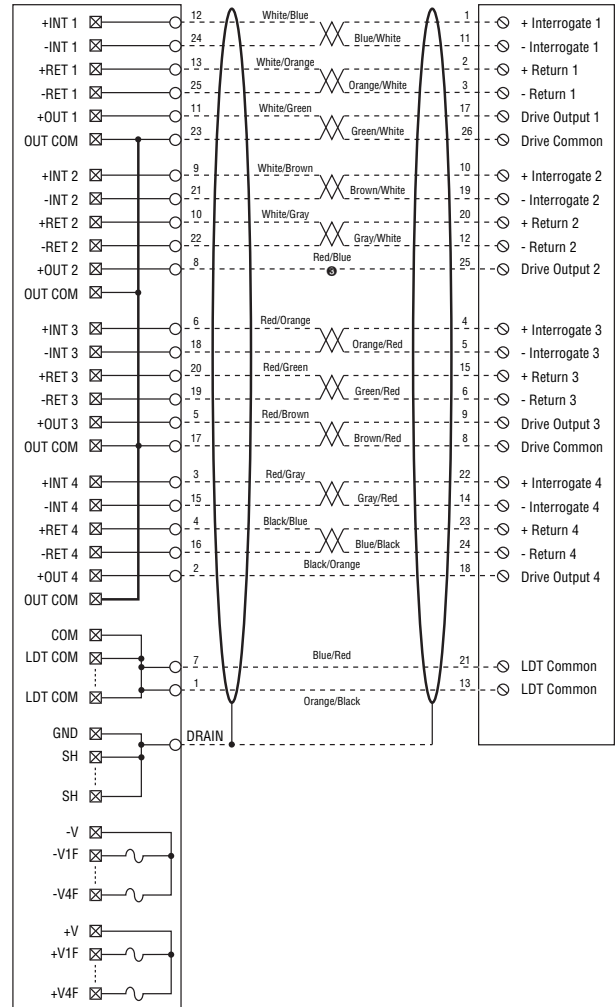 +INT 1 12 White/Blue 1 + Interrogate 1
-INT 1 24 Blue/White 11 - Interrogate 1
+RET 1 13 White/Orange 2 + Return 1
-RET 1 25 Orange/White 3 - Return 1
+OUT 1 11 White/Green 17 Drive Output 1
OUT COM 23 Green/White 26 Drive Common
+INT 2 9 White/Brown 10 + Interrogate 2
-INT 2 21 Brown/White 19 - Interrogate 2
+RET 2 10 White/Gray 20 + Return 2
-RET 2 22 Gray/White 12 - Return 2
+OUT 2 8 Red/Blue 25 Drive Output 2
❸
OUT COM
+INT 3 6 Red/Orange 4 + Interrogate 3
-INT 3 18 Orange/Red 5 - Interrogate 3
+RET 3 20 Red/Green 15 + Return 3
-RET 3 19 Green/Red 6 - Return 3
+OUT 3 5 Red/Brown 9 Drive Output 3
OUT COM 17 Brown/Red 8 Drive Common
+INT 4 3 Red/Gray 22 + Interrogate 4
-INT 4 15 Gray/Red 14 - Interrogate 4
+RET 4 4 Black/Blue 23 + Return 4
-RET 4 16 Blue/Black 24 - Return 4
+OUT 4 2 Black/Orange 18 Drive Output 4
OUT COM
COM
LDT COM 7 Blue/Red 21 LDT Common
LDT COM 1 Orange/Black 13 LDT Common
GND DRAIN
SH
SH
-V
-V1F
-V4F
+V
+V1F
+V4F